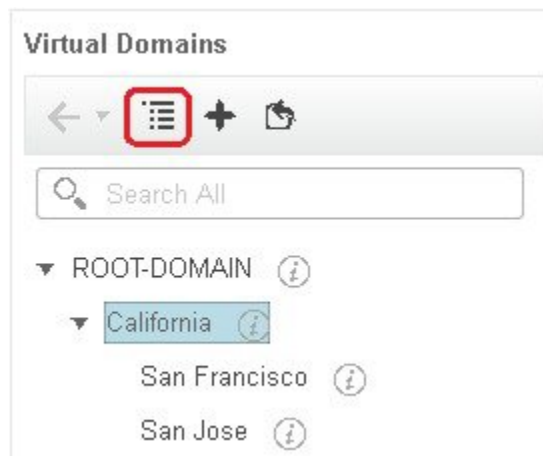 Virtual Domains
Search All
ROOT-DOMAIN
California
San Francisco
San Jose